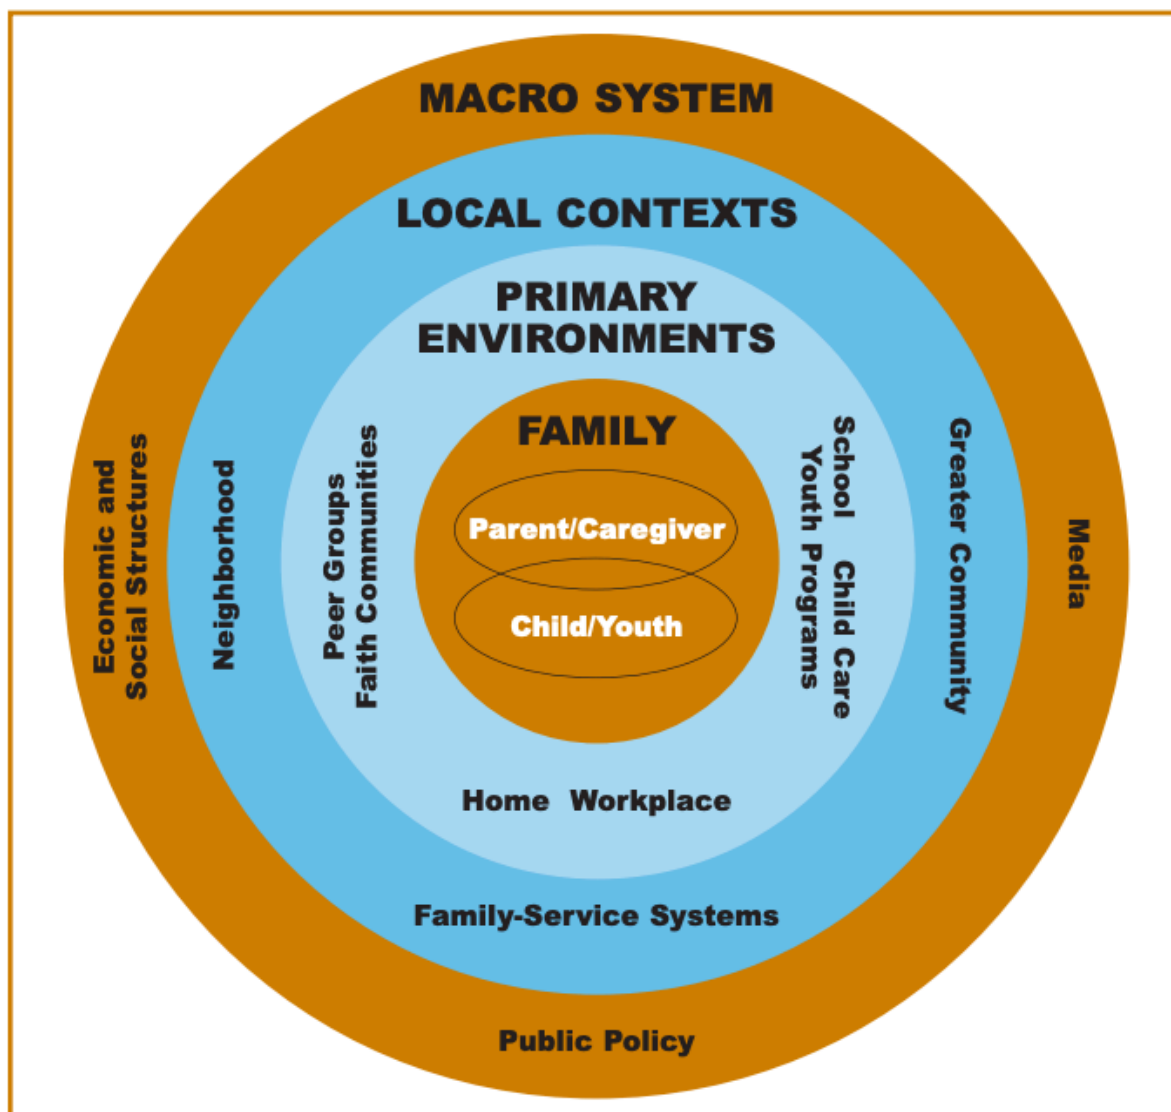 MACRO SYSTEM
LOCAL CONTEXTS
PRIMARY
ENVIRONMENTS
FAMILY
Parent/Caregiver
Child/Youth
Economic and
Social Structures
Neighborhood
Peer Groups
Faith Communities
School Child Care
Youth Programs
Greater Community
Media
Home Workplace
Family-Service Systems
Public Policy